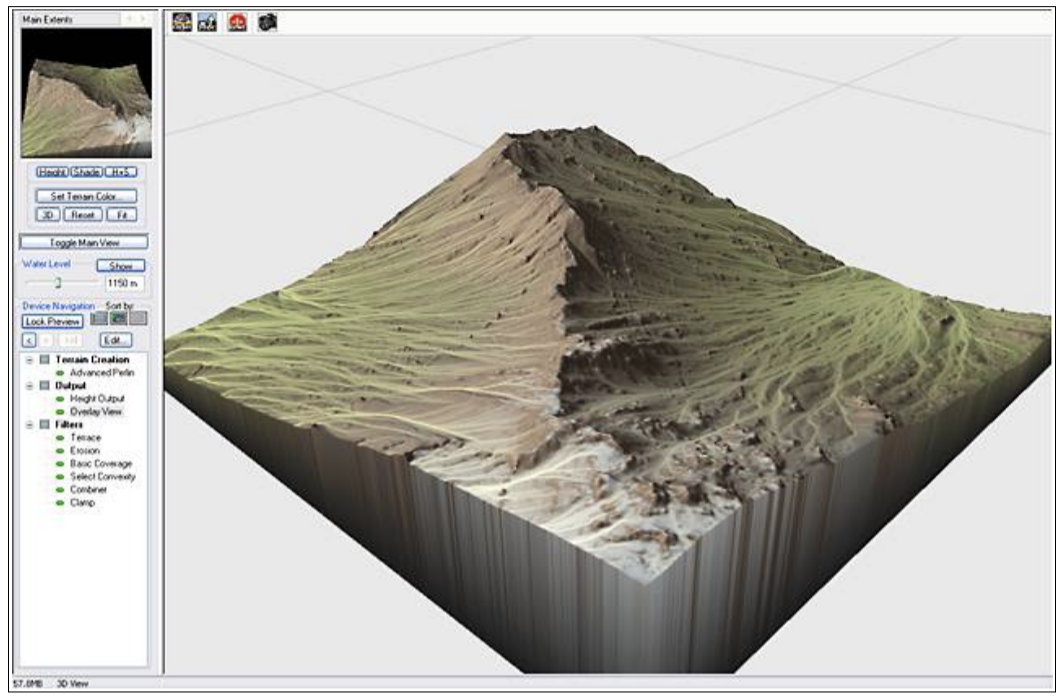 Main Extents
Height Shade H+S
Set Terrain Color...
3D Reset Fit
Toggle Main View
Water Level Show
1150 m
Device Navigation Sort by:
Lock Preview
< > >| Edit...
Terrain Creation
Advanced Perlin
Output
Height Output
Overlay View
Filters
Terrace
Erosion
Basic Coverage
Select Convexity
Combiner
Clamp
57.8MB 3D View